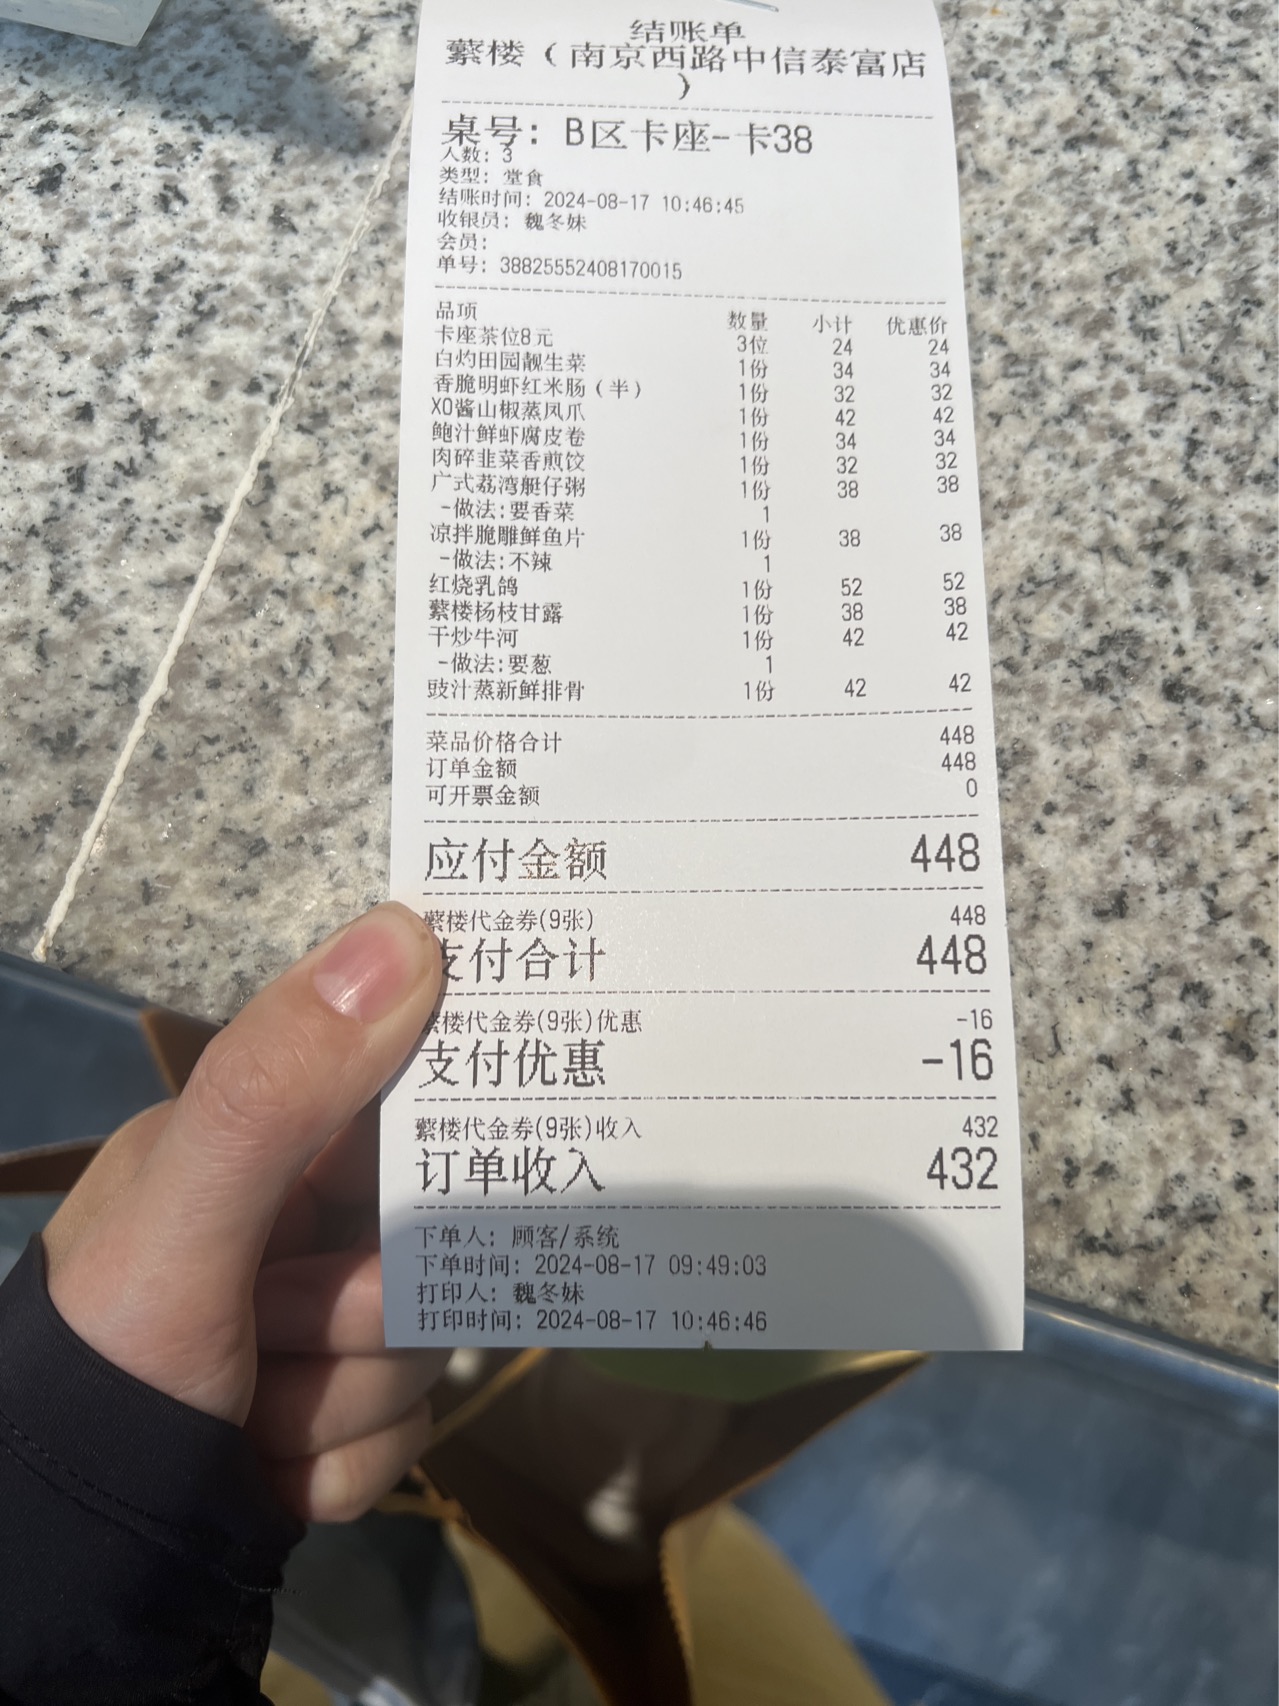 结账单
蘩楼（南京西路中信泰富店
）
桌号: B区卡座-卡38
人数: 3
类型: 堂食
结账时间: 2024-08-17 10:46:45
收银员: 魏冬妹
会员:
单号: 38825552408170015
品项 数量 小计 优惠价
卡座茶位8元 3位 24 24
白灼田园靓生菜 1份 34 34
香脆明虾红米肠（半） 1份 32 32
XO酱山椒蒸凤爪 1份 42 42
鲍汁鲜虾腐皮卷 1份 34 34
肉碎韭菜香煎饺 1份 32 32
广式荔湾艇仔粥 1份 38 38
-做法:要香菜 1
凉拌脆雕鲜鱼片 1份 38 38
-做法:不辣 1
红烧乳鸽 1份 52 52
蘩楼杨枝甘露 1份 38 38
干炒牛河 1份 42 42
-做法:要葱 1
豉汁蒸新鲜排骨 1份 42 42
菜品价格合计 448
订单金额 448
可开票金额 0
应付金额 448
蘩楼代金券(9张) 448
支付合计 448
蘩楼代金券(9张)优惠 -16
支付优惠 -16
蘩楼代金券(9张)收入 432
订单收入 432
下单人: 顾客/系统
下单时间: 2024-08-17 09:49:03
打印人: 魏冬妹
打印时间: 2024-08-17 10:46:46